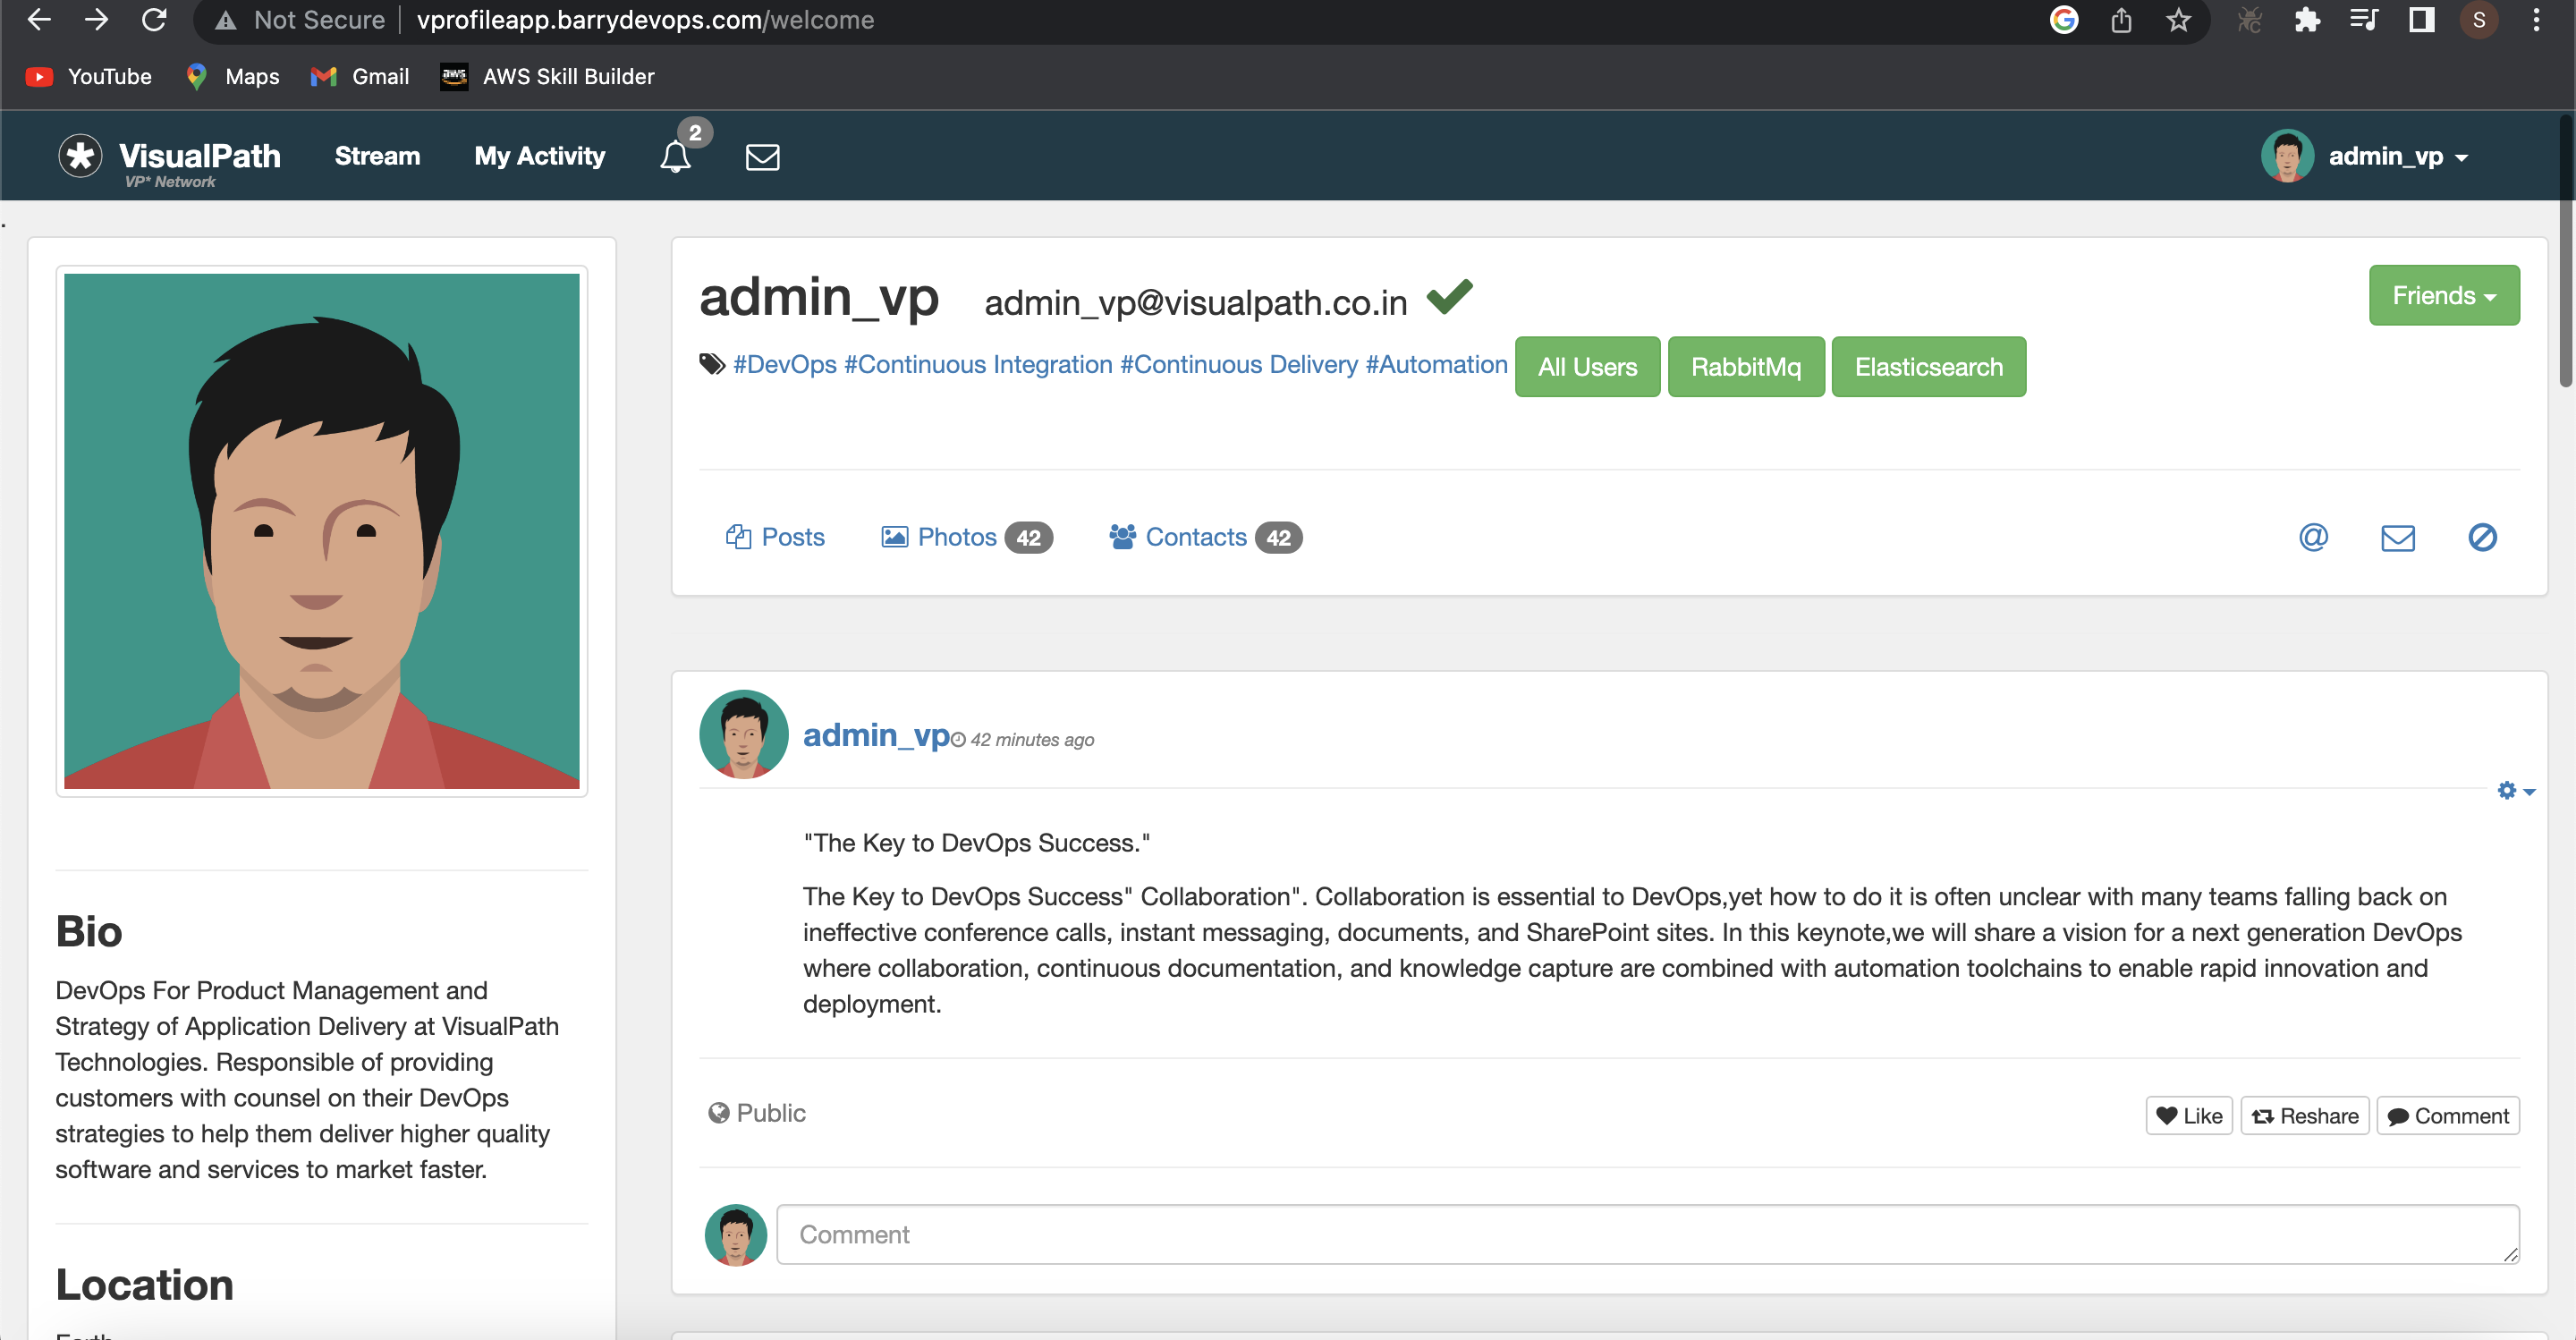 Not Secure vprofileapp.barrydevops.com/welcome S
YouTube Maps Gmail aws AWS Skill Builder
VisualPath Stream My Activity 2 admin_vp
VP* Network
.
admin_vp admin_vp@visualpath.co.in Friends
#DevOps #Continuous Integration #Continuous Delivery #Automation All Users RabbitMq Elasticsearch
Posts Photos 42 Contacts 42 @
admin_vp 42 minutes ago
"The Key to DevOps Success."
The Key to DevOps Success" Collaboration". Collaboration is essential to DevOps,yet how to do it is often unclear with many teams falling back on
ineffective conference calls, instant messaging, documents, and SharePoint sites. In this keynote,we will share a vision for a next generation DevOps
where collaboration, continuous documentation, and knowledge capture are combined with automation toolchains to enable rapid innovation and
deployment.
Public Like Reshare Comment
Comment
Bio
DevOps For Product Management and
Strategy of Application Delivery at VisualPath
Technologies. Responsible of providing
customers with counsel on their DevOps
strategies to help them deliver higher quality
software and services to market faster.
Location